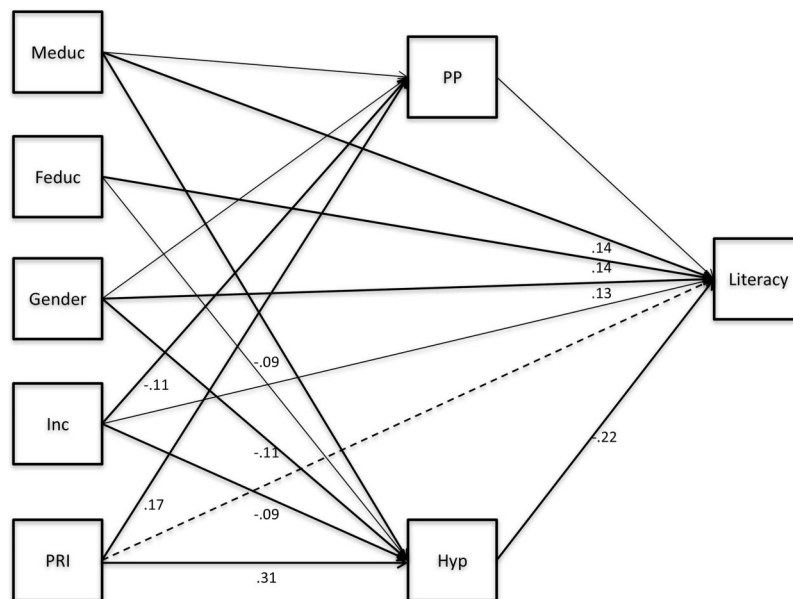 Meduc
PP
Feduc
.14
.14
Literacy
Gender
.13
-.09
-.11
Inc
-.22
-.11
.17
-.09
PRI
Hyp
.31